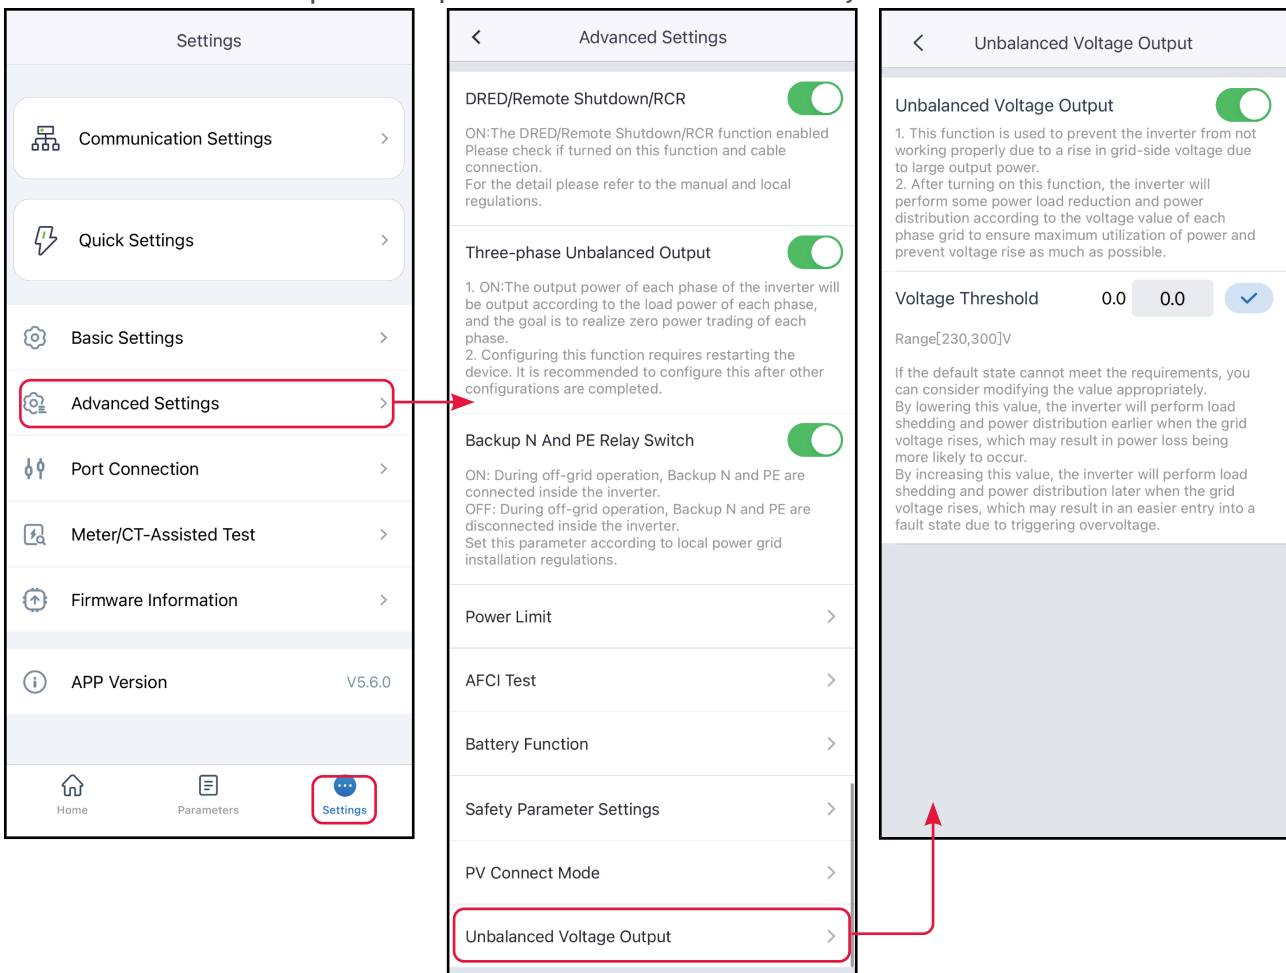 Settings
Communication Settings
Quick Settings
Basic Settings
Advanced Settings
Port Connection
Meter/CT-Assisted Test
Firmware Information
APP Version V5.6.0
Home Parameters Settings
Advanced Settings
DRED/Remote Shutdown/RCR
ON:The DRED/Remote Shutdown/RCR function enabled
Please check if turned on this function and cable
connection.
For the detail please refer to the manual and local
regulations.
Three-phase Unbalanced Output
1. ON:The output power of each phase of the inverter will
be output according to the load power of each phase,
and the goal is to realize zero power trading of each
phase.
2. Configuring this function requires restarting the
device. It is recommended to configure this after other
configurations are completed.
Backup N And PE Relay Switch
ON: During off-grid operation, Backup N and PE are
connected inside the inverter.
OFF: During off-grid operation, Backup N and PE are
disconnected inside the inverter.
Set this parameter according to local power grid
installation regulations.
Power Limit
AFCI Test
Battery Function
Safety Parameter Settings
PV Connect Mode
Unbalanced Voltage Output
Unbalanced Voltage Output
Unbalanced Voltage Output
1. This function is used to prevent the inverter from not
working properly due to a rise in grid-side voltage due
to large output power.
2. After turning on this function, the inverter will
perform some power load reduction and power
distribution according to the voltage value of each
phase grid to ensure maximum utilization of power and
prevent voltage rise as much as possible.
Voltage Threshold 0.0 0.0
Range[230,300]V
If the default state cannot meet the requirements, you
can consider modifying the value appropriately.
By lowering this value, the inverter will perform load
shedding and power distribution earlier when the grid
voltage rises, which may result in power loss being
more likely to occur.
By increasing this value, the inverter will perform load
shedding and power distribution later when the grid
voltage rises, which may result in an easier entry into a
fault state due to triggering overvoltage.